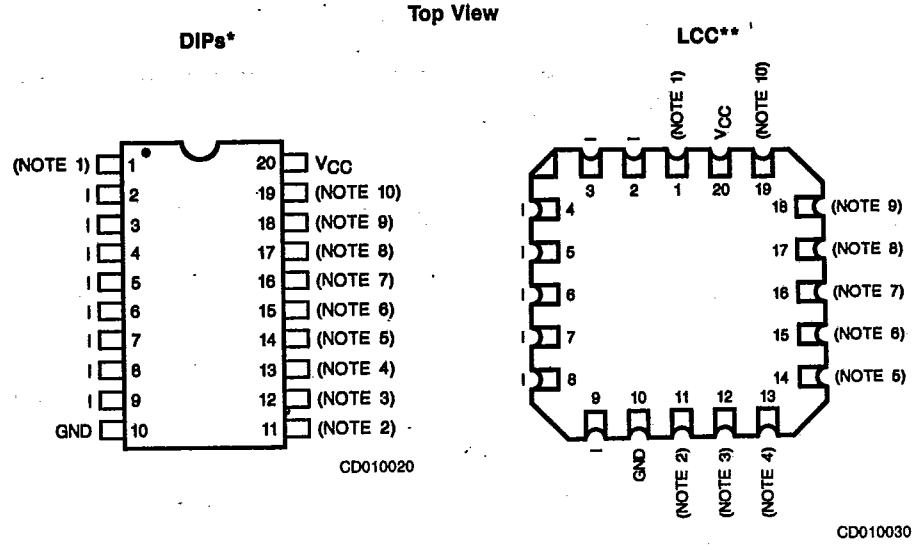 Top View
DIPs*
(NOTE 1) 1 20 VCC
I 2 19 (NOTE 10)
I 3 18 (NOTE 9)
I 4 17 (NOTE 8)
I 5 16 (NOTE 7)
I 6 15 (NOTE 6)
I 7 14 (NOTE 5)
I 8 13 (NOTE 4)
I 9 12 (NOTE 3)
GND 10 11 (NOTE 2)
CD010020
LCC**
I I (NOTE 1) VCC (NOTE 10)
3 2 1 20 19
I 4 18 (NOTE 9)
I 5 17 (NOTE 8)
I 6 16 (NOTE 7)
I 7 15 (NOTE 6)
I 8 14 (NOTE 5)
9 10 11 12 13
I GND (NOTE 2) (NOTE 3) (NOTE 4)
CD010030